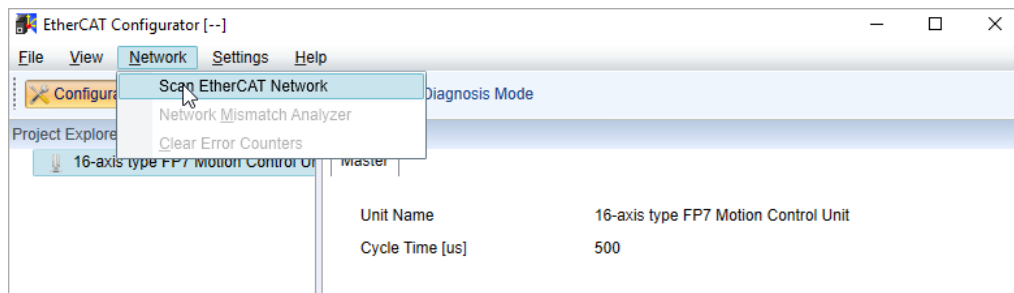 EtherCAT Configurator [--]
File View Network Settings Help
Configura Diagnosis Mode
Scan EtherCAT Network
Network Mismatch Analyzer
Clear Error Counters
Project Explore
16-axis type FP7 Motion Control Un Master
Unit Name 16-axis type FP7 Motion Control Unit
Cycle Time [us] 500